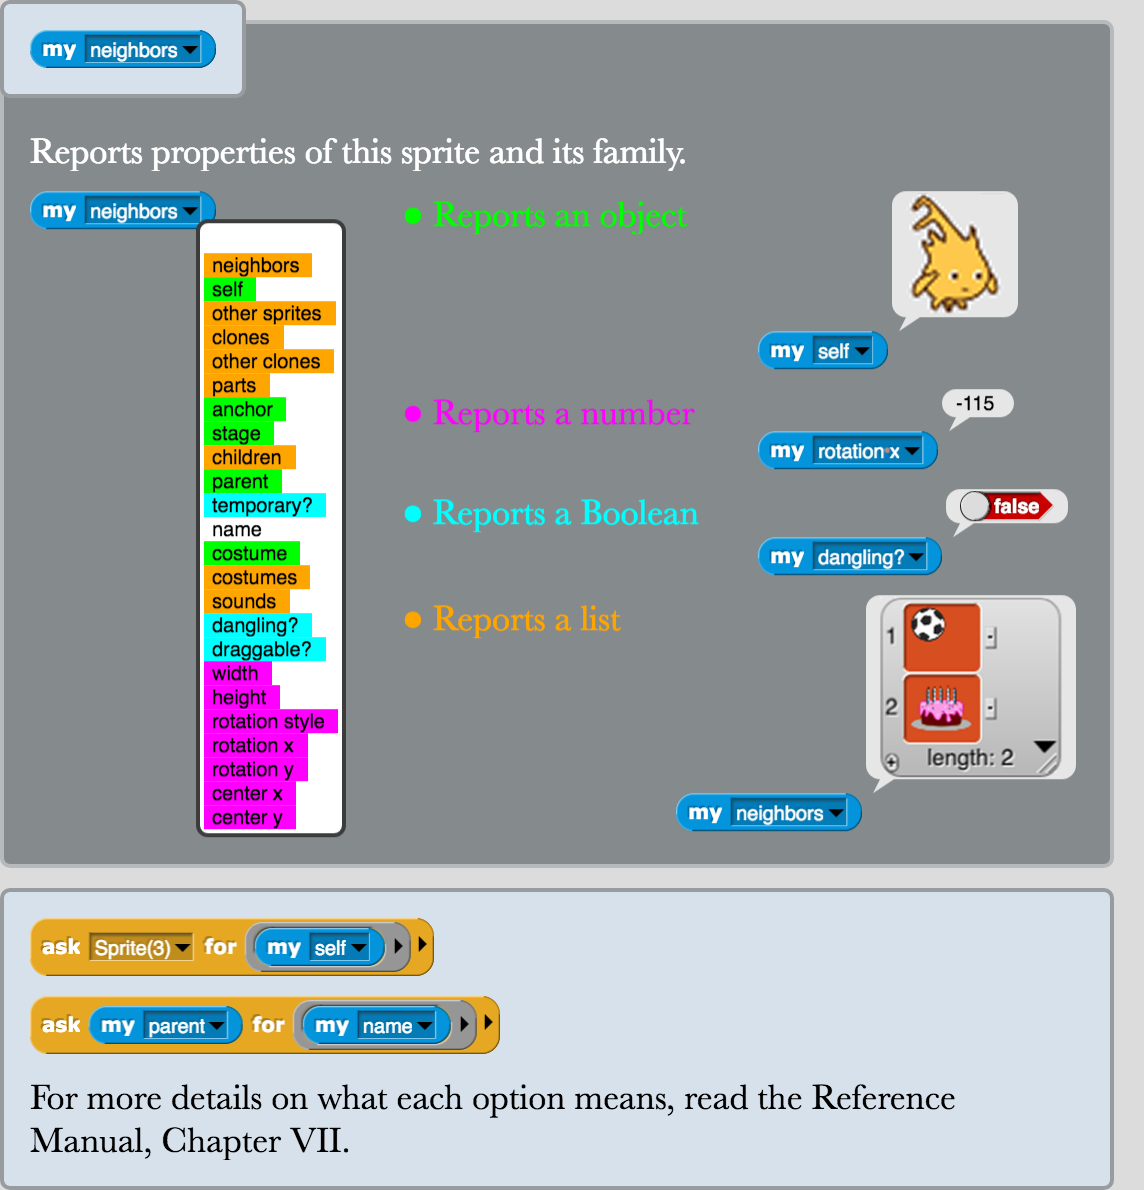 my neighbors
Reports properties of this sprite and its family.
my neighbors
neighbors
self
other sprites
clones
other clones
parts
anchor
stage
children
parent
temporary?
name
costume
costumes
sounds
dangling?
draggable?
width
height
rotation style
rotation x
rotation y
center x
center y
• Reports an object
my self
• Reports a number
-115
my rotation x
• Reports a Boolean
false
my dangling?
• Reports a list
1
2
length: 2
my neighbors
ask Sprite(3) for my self
ask my parent for my name
For more details on what each option means, read the Reference
Manual, Chapter VII.